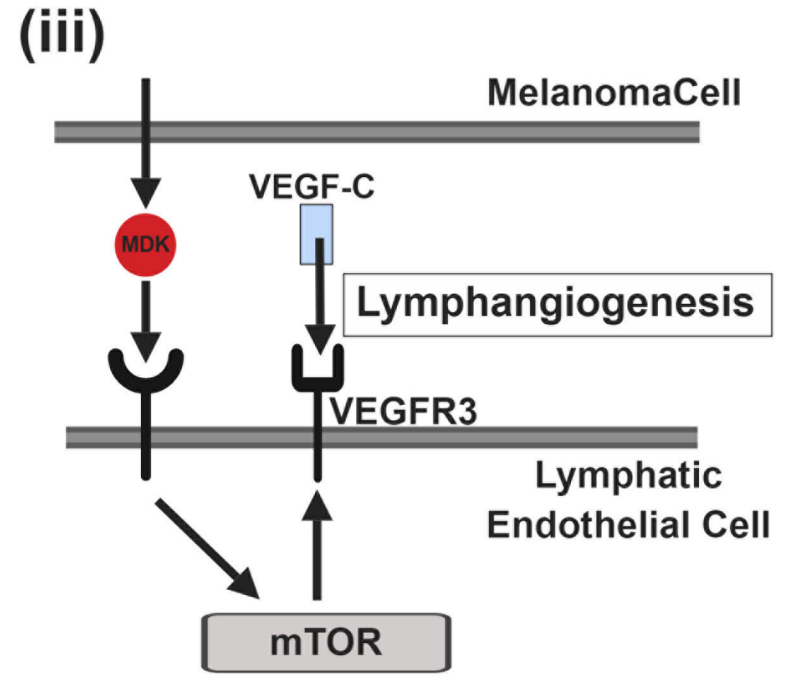 (iii)
MelanomaCell
VEGF-C
MDK
Lymphangiogenesis
VEGFR3
Lymphatic
Endothelial Cell
mTOR